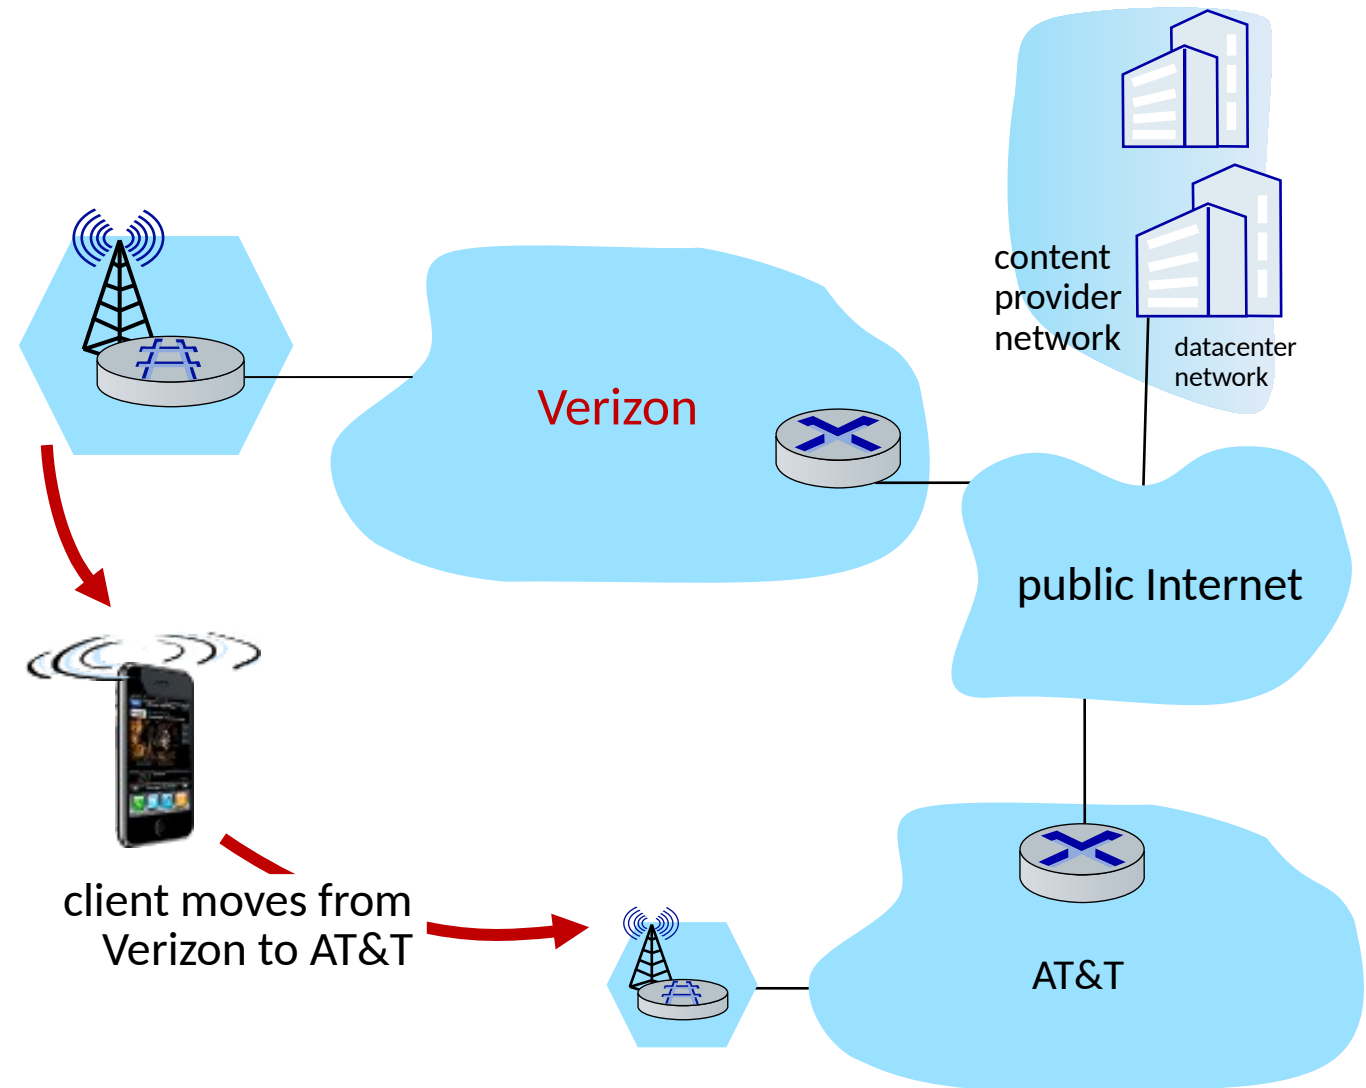 content
provider
network
datacenter
network
Verizon
public Internet
client moves from
Verizon to AT&T
AT&T